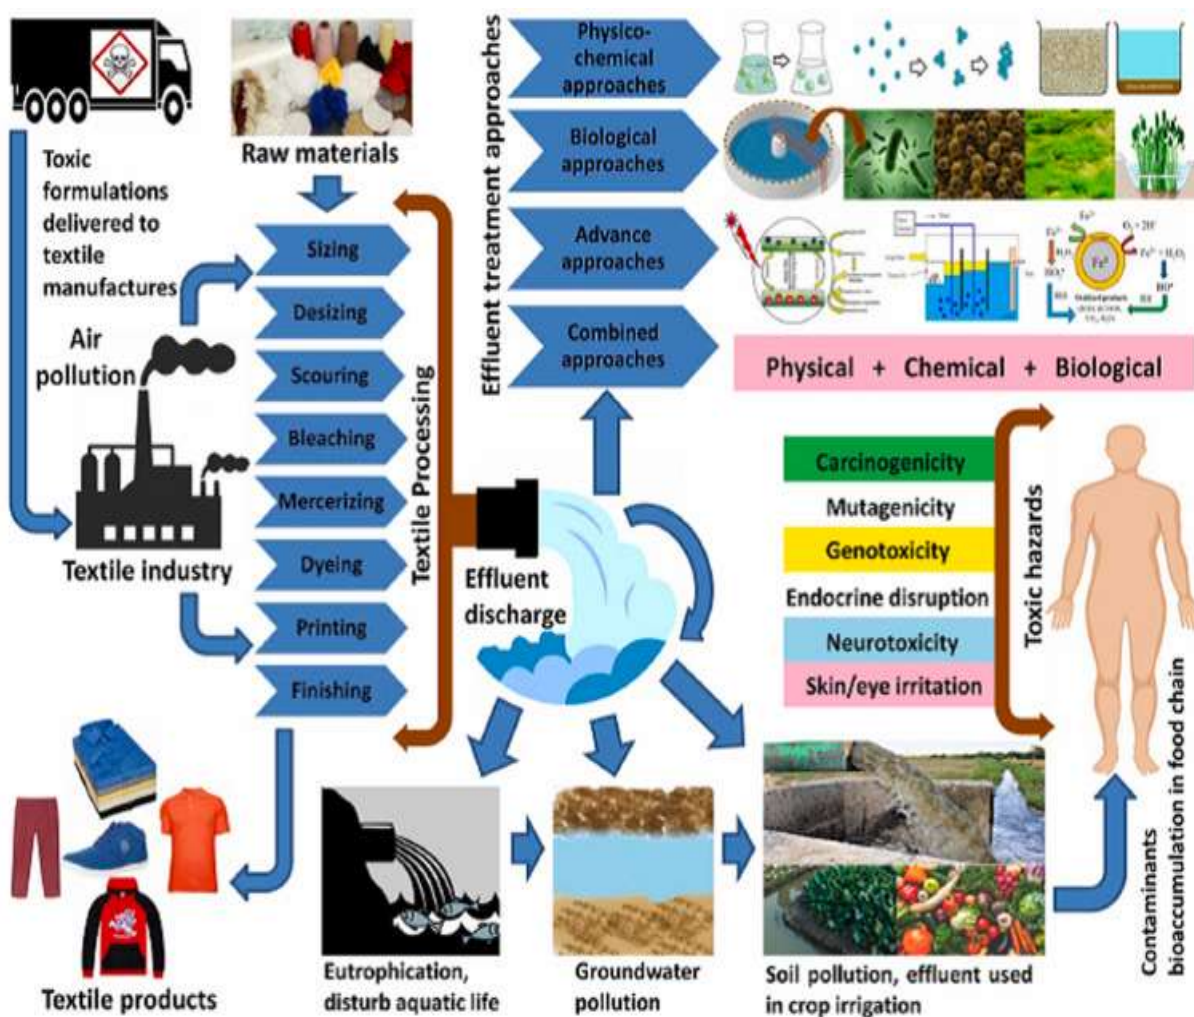 Toxic
formulations
delivered to
textile
manufactures
Raw materials
Air
pollution
Textile industry
Sizing
Desizing
Scouring
Bleaching
Mercerizing
Dyeing
Printing
Finishing
Textile Processing
Textile products
Effluent treatment approaches
Physico-
chemical
approaches
Biological
approaches
Advance
approaches
Combined
approaches
Fe⁰
Physical + Chemical + Biological
Effluent
discharge
Carcinogenicity
Mutagenicity
Genotoxicity
Endocrine disruption
Neurotoxicity
Skin/eye irritation
Toxic hazards
Eutrophication,
disturb aquatic life
Groundwater
pollution
Soil pollution, effluent used
in crop irrigation
Contaminants
bioaccumulation in food chain